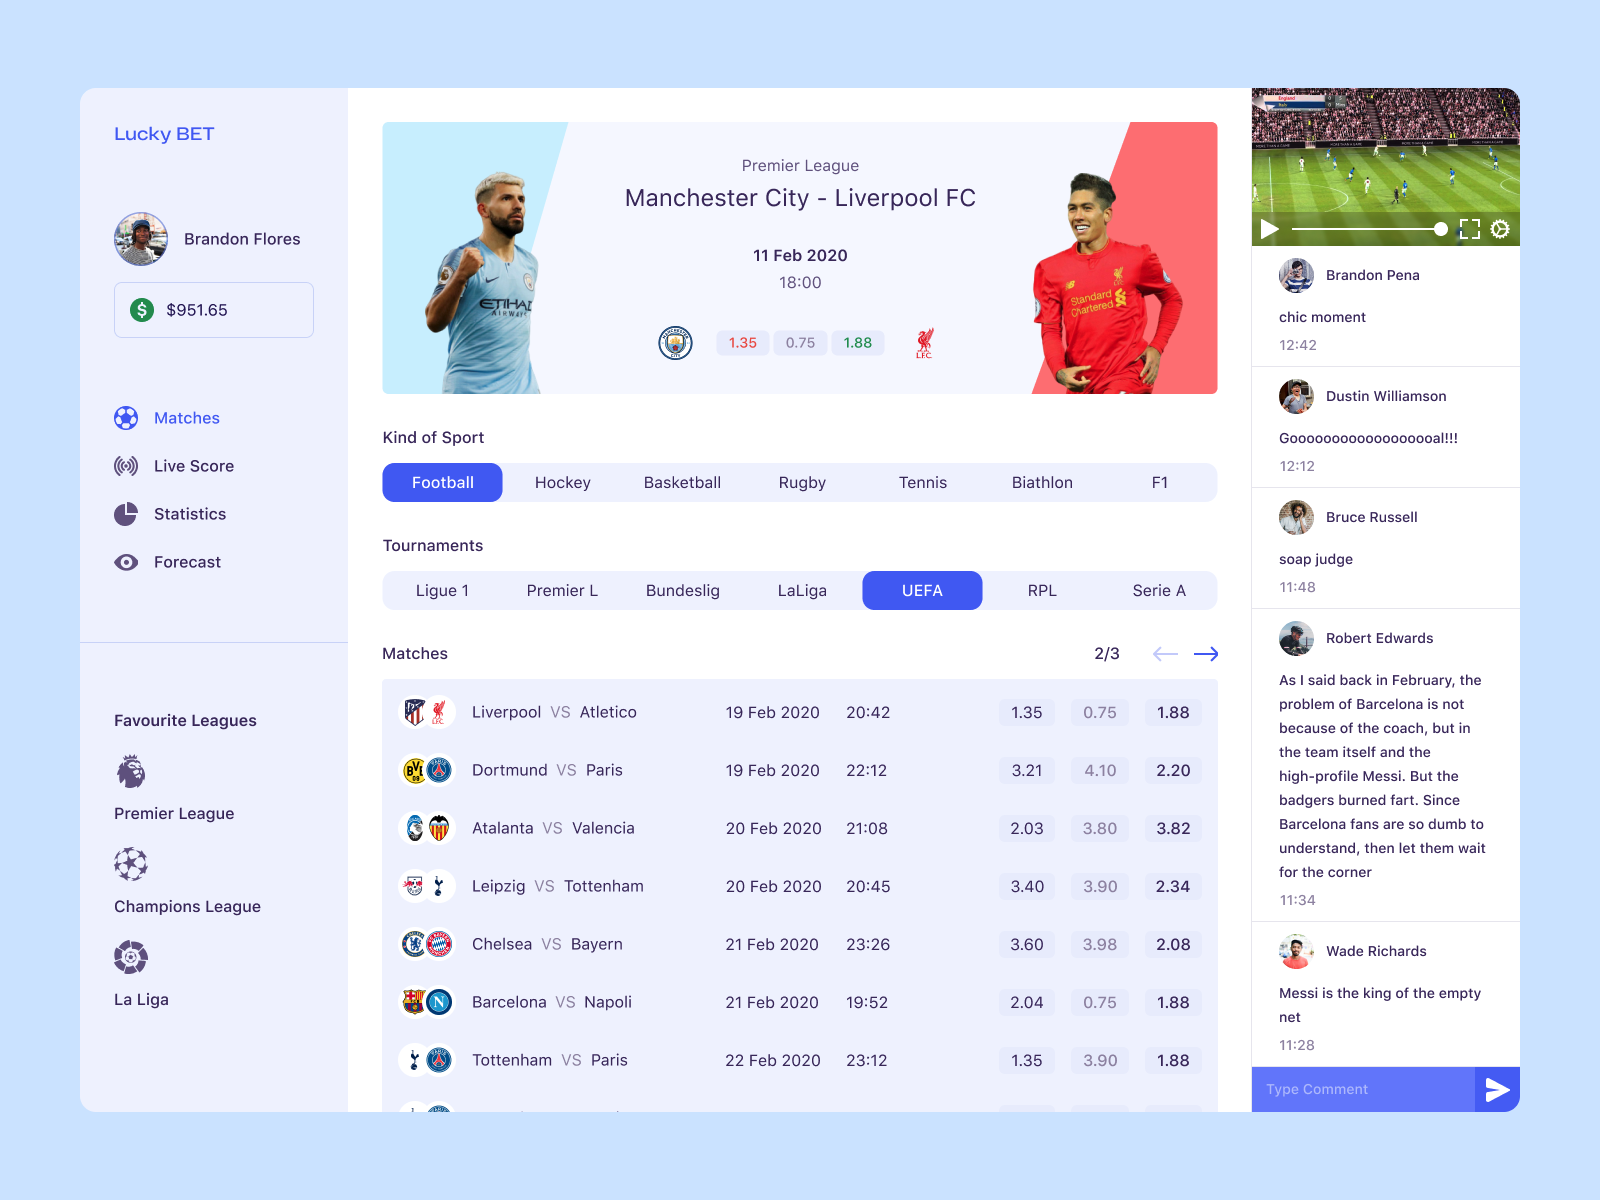 Lucky BET
Brandon Flores
$951.65
Matches
Live Score
Statistics
Forecast
Favourite Leagues
Premier League
Champions League
La Liga
Premier League
Manchester City - Liverpool FC
11 Feb 2020
18:00
1.35 0.75 1.88
L.F.C.
ETIHAD
AIRWAYS
Standard
Chartered
Kind of Sport
Football Hockey Basketball Rugby Tennis Biathlon F1
Tournaments
Ligue 1 Premier L Bundeslig LaLiga UEFA RPL Serie A
Matches 2/3
Liverpool VS Atletico 19 Feb 2020 20:42 1.35 0.75 1.88
Dortmund VS Paris 19 Feb 2020 22:12 3.21 4.10 2.20
Atalanta VS Valencia 20 Feb 2020 21:08 2.03 3.80 3.82
Leipzig VS Tottenham 20 Feb 2020 20:45 3.40 3.90 2.34
Chelsea VS Bayern 21 Feb 2020 23:26 3.60 3.98 2.08
Barcelona VS Napoli 21 Feb 2020 19:52 2.04 0.75 1.88
Tottenham VS Paris 22 Feb 2020 23:12 1.35 3.90 1.88
England
Italy
Brandon Pena
chic moment
12:42
Dustin Williamson
Goooooooooooooooooal!!!
12:12
Bruce Russell
soap judge
11:48
Robert Edwards
As I said back in February, the
problem of Barcelona is not
because of the coach, but in
the team itself and the
high-profile Messi. But the
badgers burned fart. Since
Barcelona fans are so dumb to
understand, then let them wait
for the corner
11:34
Wade Richards
Messi is the king of the empty
net
11:28
Type Comment